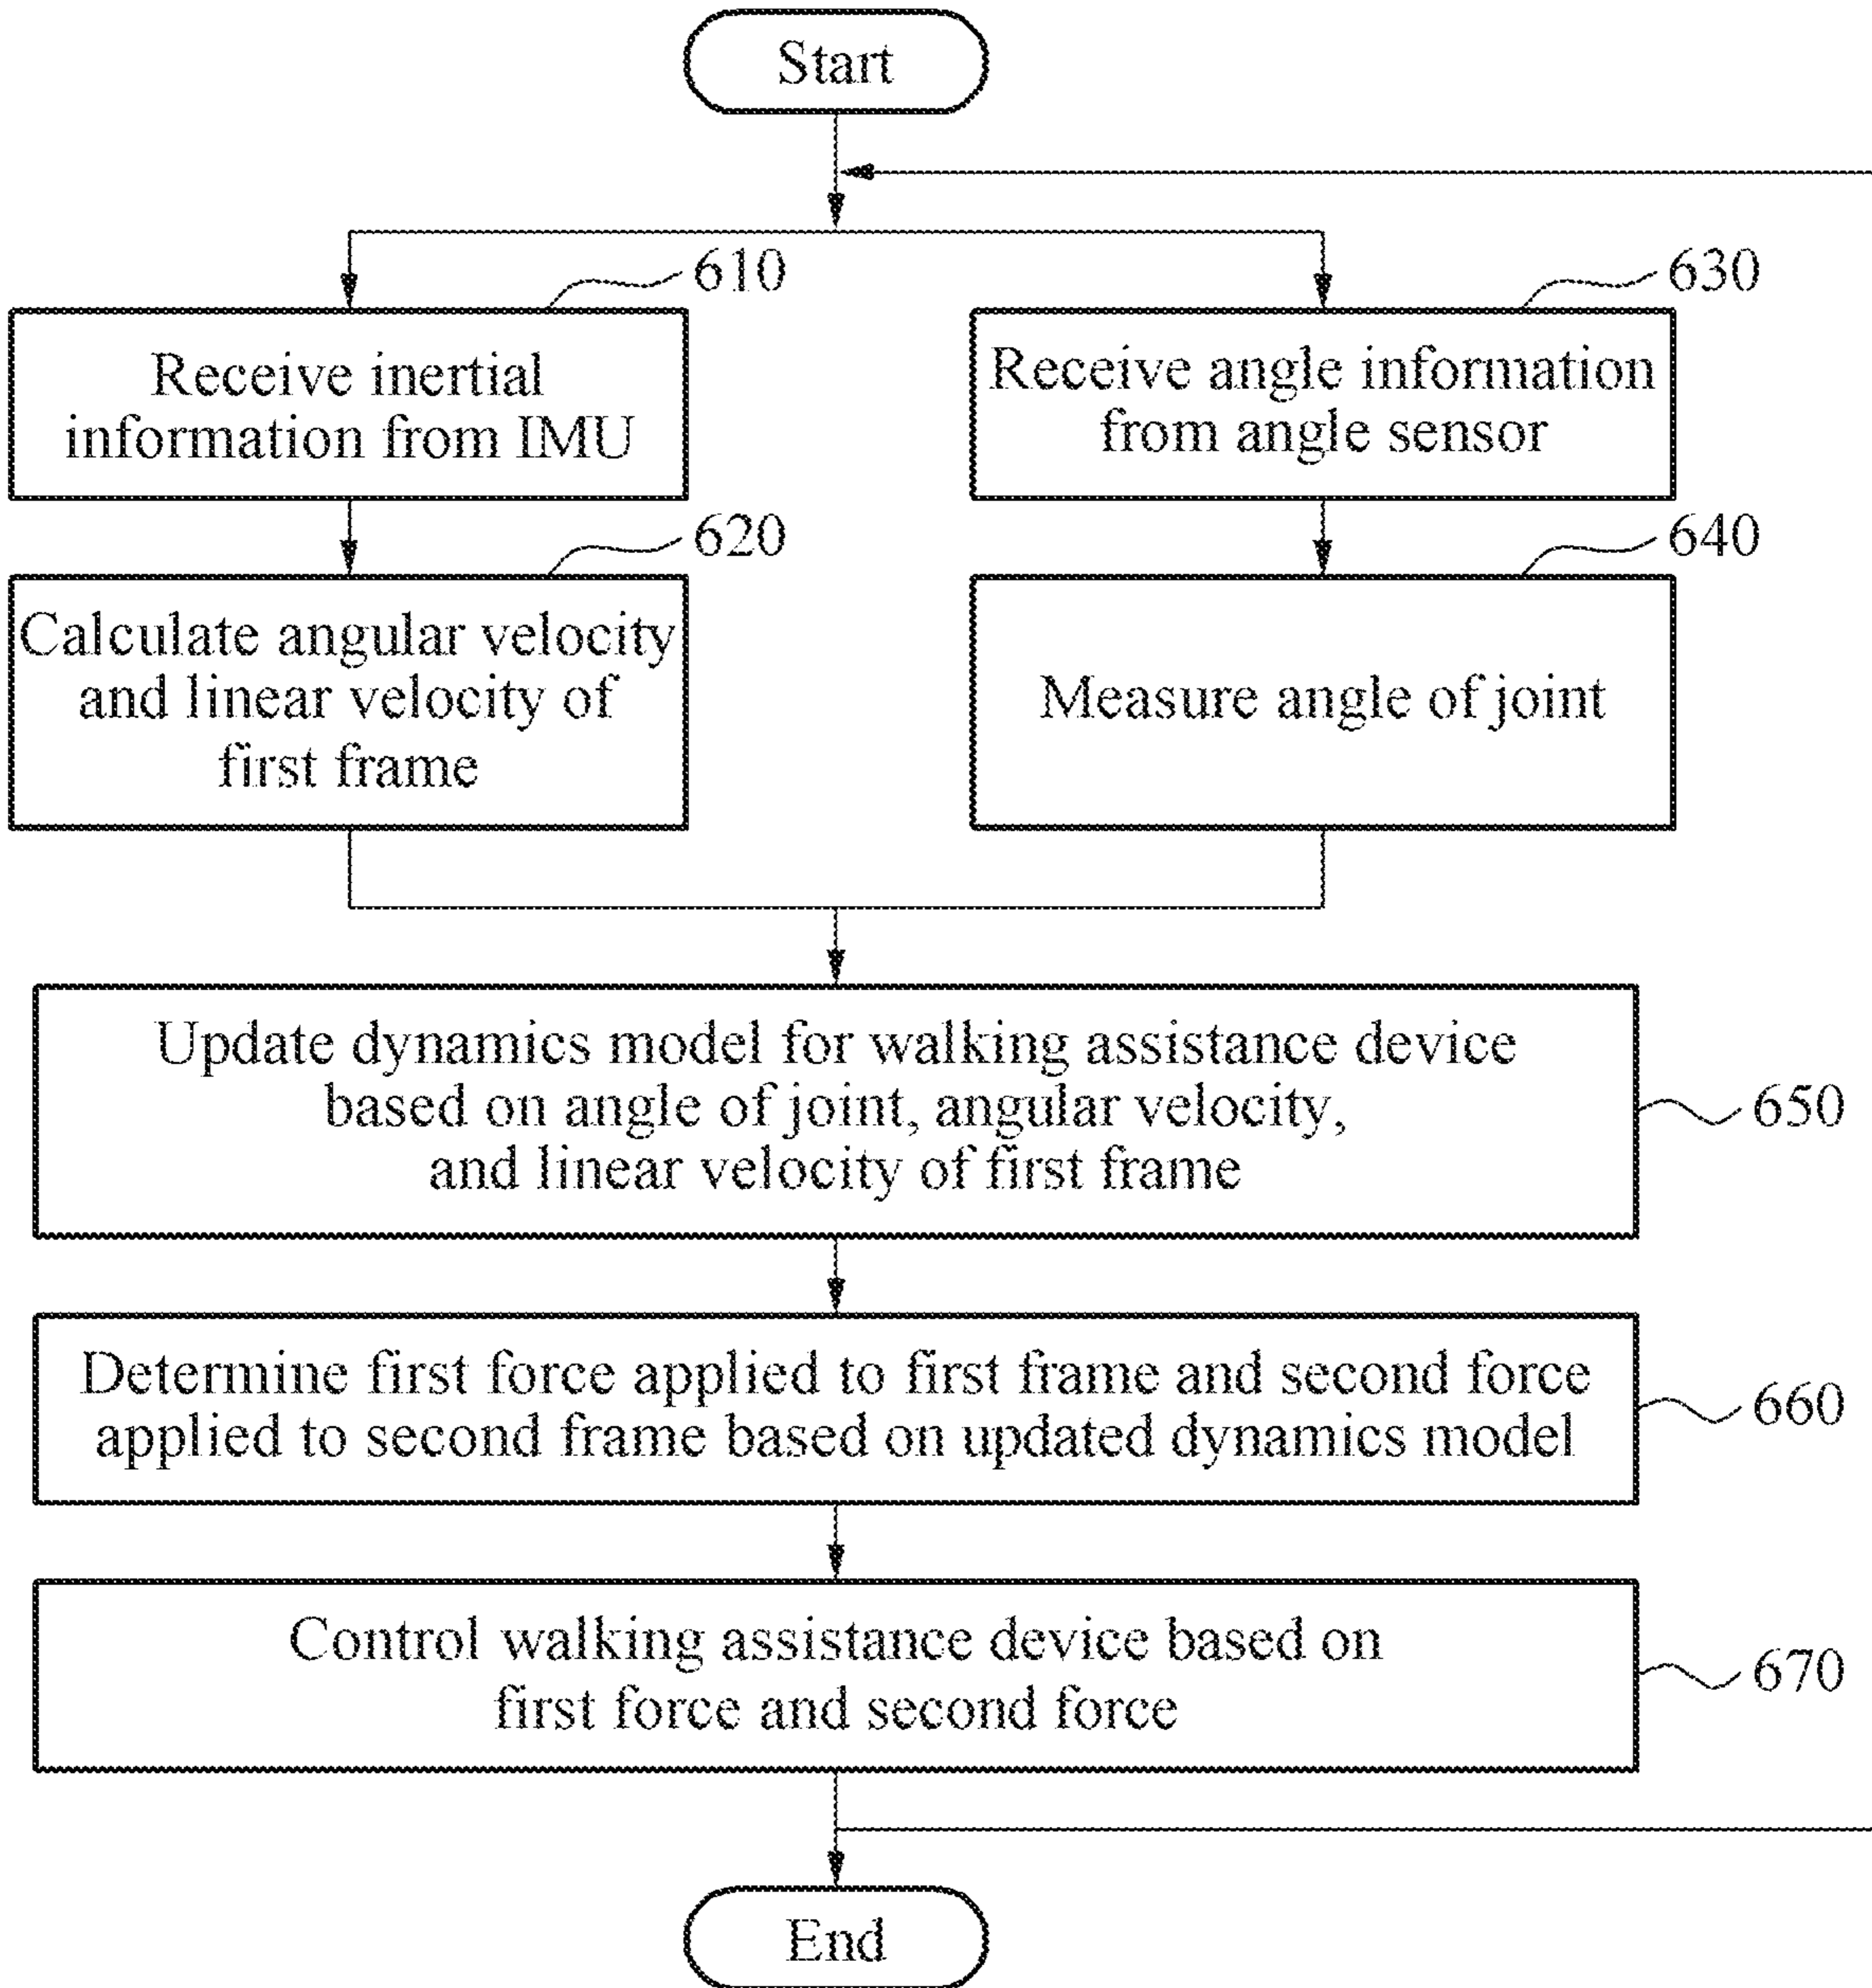 Start
610
Receive inertial
information from IMU
630
Receive angle information
from angle sensor
620
Calculate angular velocity
and linear velocity of
first frame
640
Measure angle of joint
Update dynamics model for walking assistance device
based on angle of joint, angular velocity,
and linear velocity of first frame
650
Determine first force applied to first frame and second force
applied to second frame based on updated dynamics model
660
Control walking assistance device based on
first force and second force
670
End